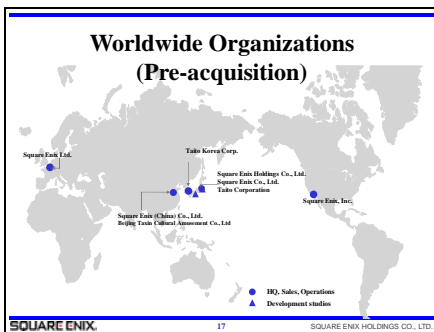 Worldwide Organizations
(Pre-acquisition)
Square Enix Ltd.
Taito Korea Corp.
Square Enix Holdings Co., Ltd.
Square Enix Co., Ltd.
Taito Corporation
Square Enix, Inc.
Square Enix (China) Co., Ltd.
Beijing Taxin Cultural Amusement Co., Ltd
HQ, Sales, Operations
Development studios
SQUARE ENIX.
17
SQUARE ENIX HOLDINGS CO., LTD.